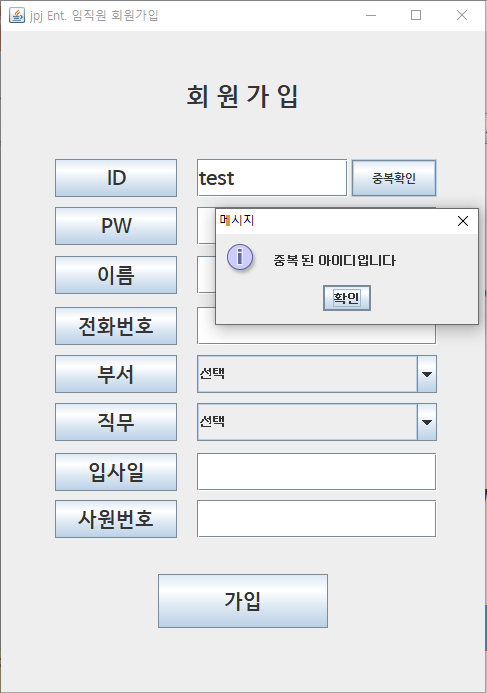 jpj Ent. 임직원 회원가입
회 원 가 입
ID
test
중복확인
PW
메시지
중복 된 아이디입니다
확인
이름
전화번호
부서
선택
직무
선택
입사일
사원번호
가입